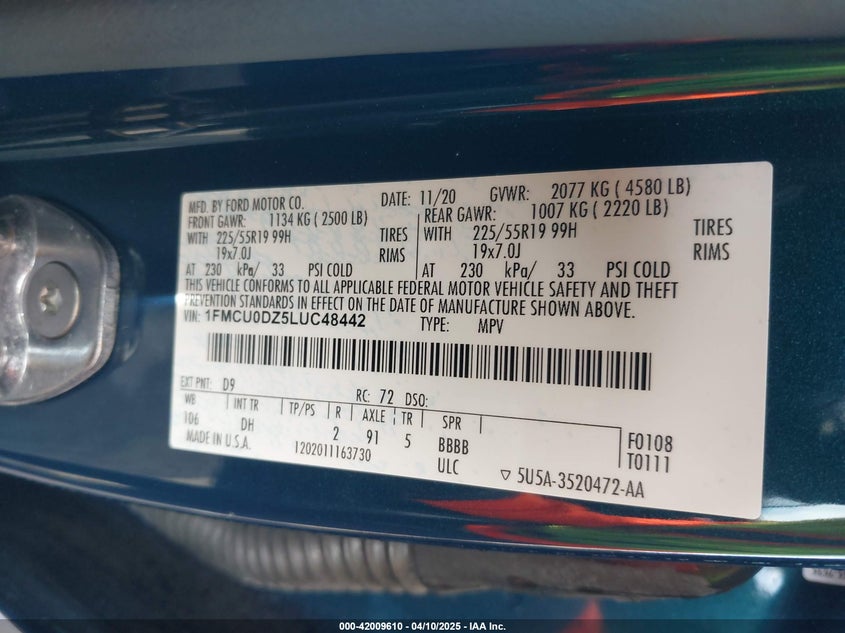 MFD. BY FORD MOTOR CO. DATE: 11/20 GVWR: 2077 KG ( 4580 LB)
FRONT GAWR: 1134 KG ( 2500 LB) REAR GAWR: 1007 KG ( 2220 LB)
WITH 225/55R19 99H TIRES WITH 225/55R19 99H TIRES
19x7.0J RIMS 19x7.0J RIMS
AT 230 kPa/ 33 PSI COLD AT 230 kPa/ 33 PSI COLD
THIS VEHICLE CONFORMS TO ALL APPLICABLE FEDERAL MOTOR VEHICLE SAFETY AND THEFT
PREVENTION STANDARDS IN EFFECT ON THE DATE OF MANUFACTURE SHOWN ABOVE.
VIN: 1FMCU0DZ5LUC48442 TYPE: MPV
EXT PNT: D9 RC: 72 DSO:
WB INT TR TP/PS R AXLE TR SPR
106 DH 2 91 5 BBBB F0108
MADE IN U.S.A. 1202011163730 ULC T0111
▽ 5U5A-3520472-AA
000-42009610 - 04/10/2025 - IAA Inc.